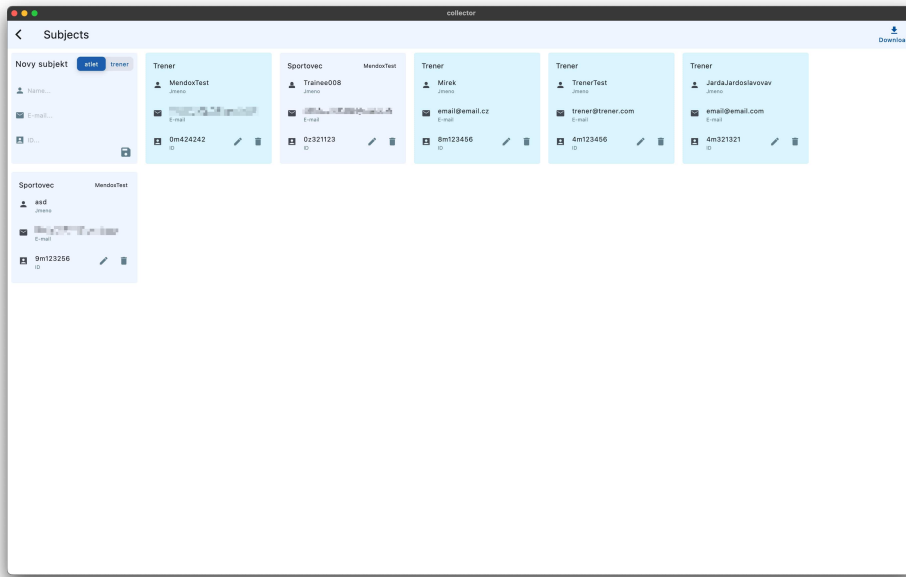 collector
Subjects
Downloa
Novy subjekt atlet trener
Name...
E-mail...
ID...
Trener
MendoxTest
Jmeno
E-mail
0m424242
ID
Sportovec MendoxTest
Trainee008
Jmeno
E-mail
0z321123
ID
Trener
Mirek
Jmeno
email@email.cz
E-mail
8m123456
ID
Trener
TrenerTest
Jmeno
trener@trener.com
E-mail
4m123456
ID
Trener
JardaJardoslavovav
Jmeno
email@email.com
E-mail
4m321321
ID
Sportovec MendoxTest
asd
Jmeno
E-mail
9m123256
ID